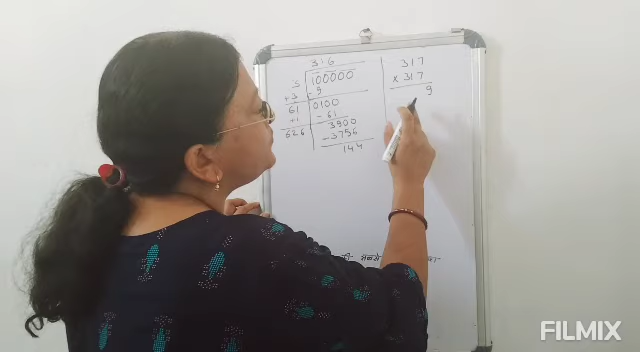 316
3 | 100000
+3 - 9
61 | 0100
+1 - 61
626 | 3900
- 3756
144
317
× 317
9
FILMIX